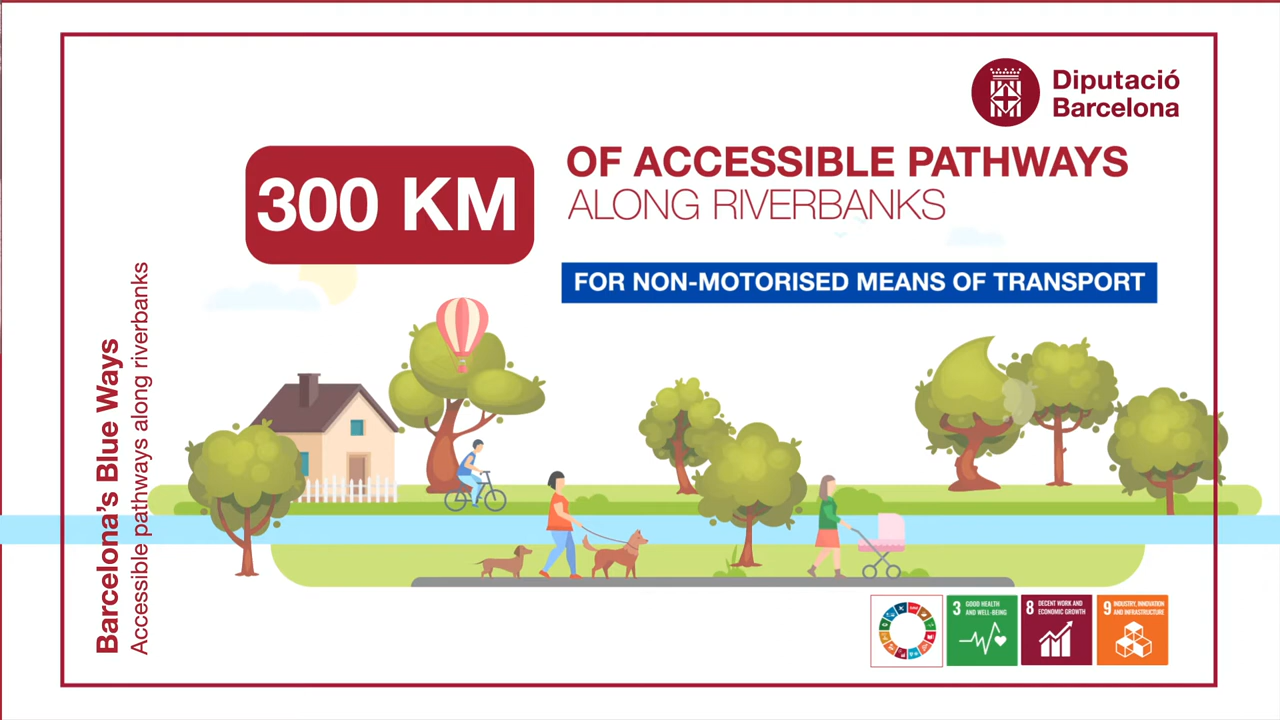 Diputació
Barcelona
300 KM
OF ACCESSIBLE PATHWAYS
ALONG RIVERBANKS
FOR NON-MOTORISED MEANS OF TRANSPORT
Barcelona's Blue Ways
Accessible pathways along riverbanks
3 GOOD HEALTH
AND WELL-BEING
8 DECENT WORK AND
ECONOMIC GROWTH
9 INDUSTRY, INNOVATION
AND INFRASTRUCTURE